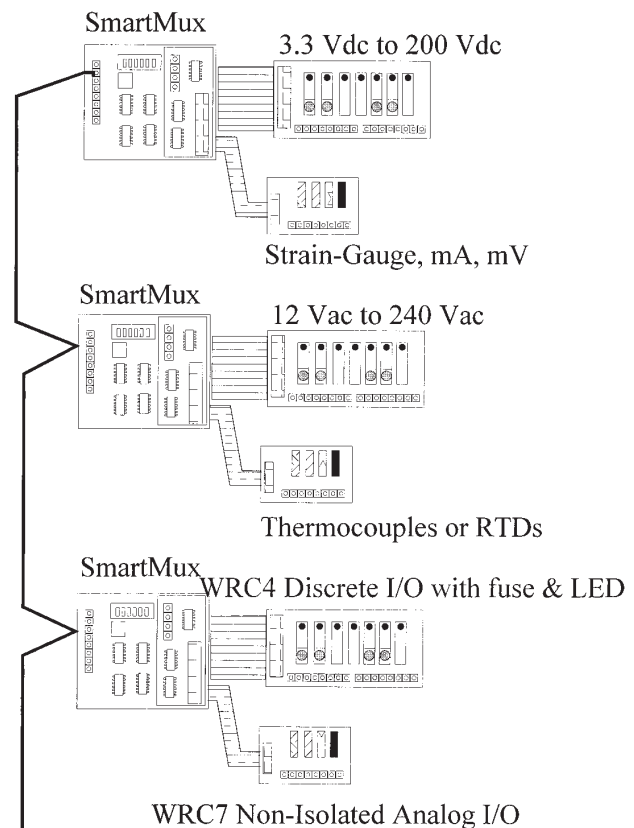 SmartMux
3.3 Vdc to 200 Vdc
Strain-Gauge, mA, mV
SmartMux
12 Vac to 240 Vac
Thermocouples or RTDs
SmartMux
WRC4 Discrete I/O with fuse & LED
WRC7 Non-Isolated Analog I/O